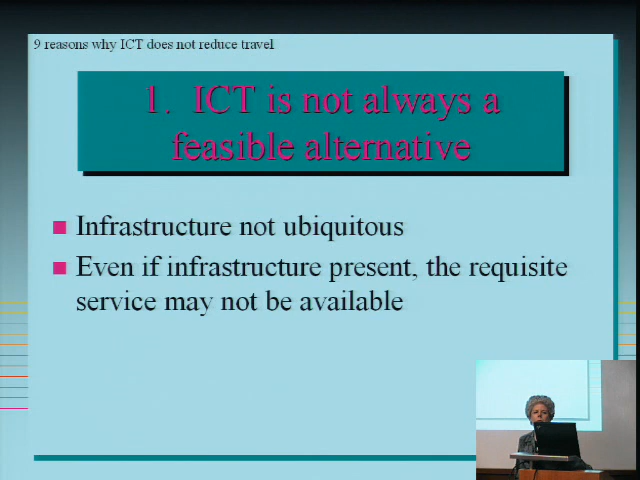 9 reasons why ICT does not reduce travel
1. ICT is not always a
feasible alternative
Infrastructure not ubiquitous
Even if infrastructure present, the requisite
service may not be available